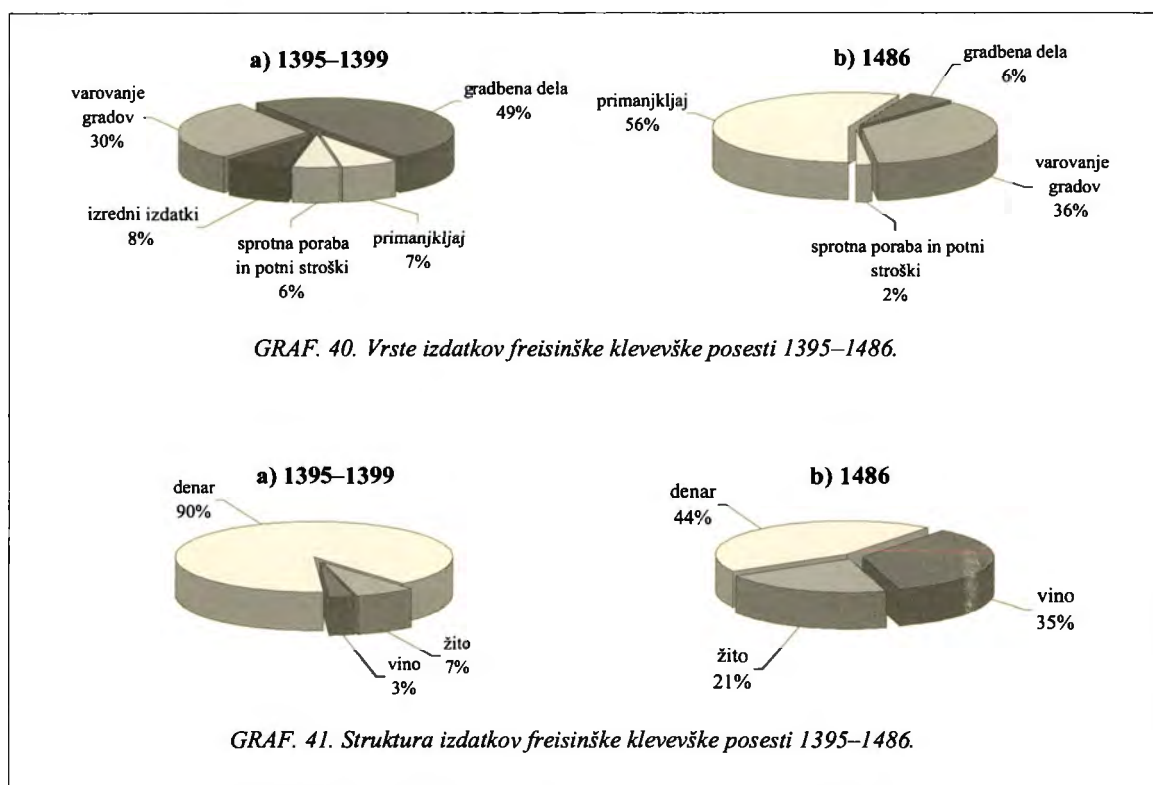 a) 1395–1399
varovanje
gradov
30%
gradbena dela
49%
izredni izdatki
8%
sprotna poraba
in potni stroški
6%
primanjkljaj
7%
b) 1486
gradbena dela
6%
primanjkljaj
56%
varovanje
gradov
36%
sprotna poraba in potni
stroški
2%
GRAF. 40. Vrste izdatkov freisinške klevevške posesti 1395–1486.
a) 1395–1399
denar
90%
vino
3%
žito
7%
b) 1486
denar
44%
vino
35%
žito
21%
GRAF. 41. Struktura izdatkov freisinške klevevške posesti 1395–1486.